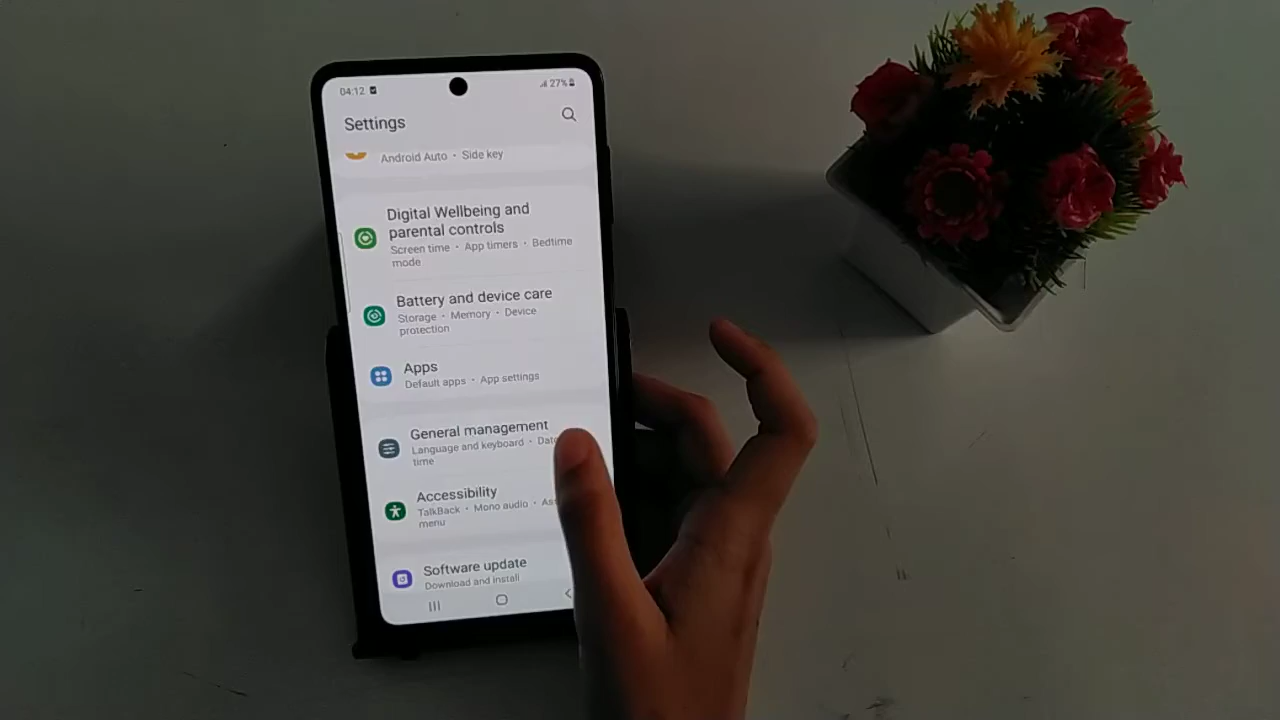 04:12
27%
Settings
Android Auto • Side key
Digital Wellbeing and
parental controls
Screen time • App timers • Bedtime
mode
Battery and device care
Storage • Memory • Device
protection
Apps
Default apps • App settings
General management
Language and keyboard •
time
Accessibility
TalkBack • Mono audio •
menu
Software update
Download and install